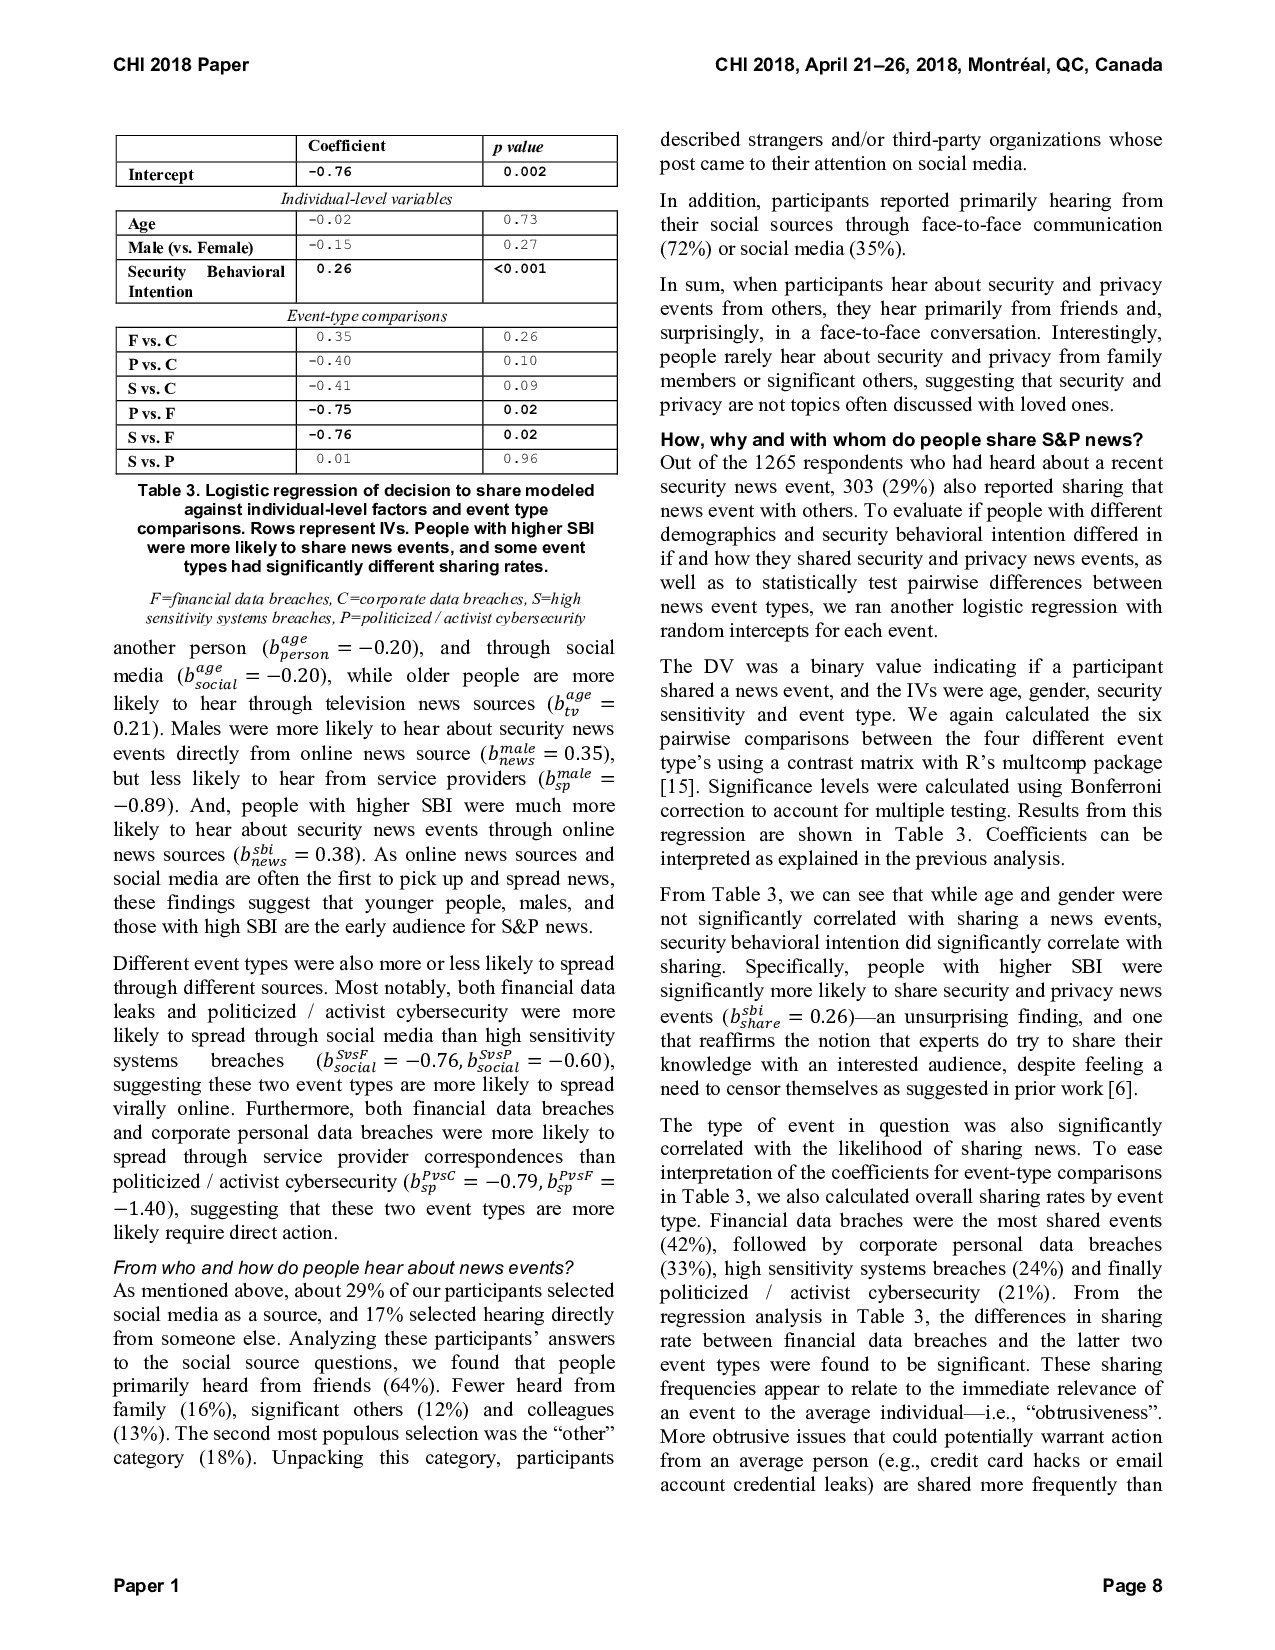 CHI 2018 Paper
CHI 2018, April 21–26, 2018, Montréal, QC, Canada
Coefficient p value
Intercept -0.76 0.002
Individual-level variables
Age -0.02 0.73
Male (vs. Female) -0.15 0.27
Security Behavioral 0.26 <0.001
Intention
Event-type comparisons
F vs. C 0.35 0.26
P vs. C -0.40 0.10
S vs. C -0.41 0.09
P vs. F -0.75 0.02
S vs. F -0.76 0.02
S vs. P 0.01 0.96
Table 3. Logistic regression of decision to share modeled
against individual-level factors and event type
comparisons. Rows represent IVs. People with higher SBI
were more likely to share news events, and some event
types had significantly different sharing rates.
F=financial data breaches, C=corporate data breaches, S=high
sensitivity systems breaches, P=politicized / activist cybersecurity
another person (b_person^age = −0.20), and through social
media (b_social^age = −0.20), while older people are more
likely to hear through television news sources (b_tv^age =
0.21). Males were more likely to hear about security news
events directly from online news source (b_news^male = 0.35),
but less likely to hear from service providers (b_sp^male =
−0.89). And, people with higher SBI were much more
likely to hear about security news events through online
news sources (b_news^sbi = 0.38). As online news sources and
social media are often the first to pick up and spread news,
these findings suggest that younger people, males, and
those with high SBI are the early audience for S&P news.
Different event types were also more or less likely to spread
through different sources. Most notably, both financial data
leaks and politicized / activist cybersecurity were more
likely to spread through social media than high sensitivity
systems breaches (b_social^SvsF = −0.76, b_social^SvsP = −0.60),
suggesting these two event types are more likely to spread
virally online. Furthermore, both financial data breaches
and corporate personal data breaches were more likely to
spread through service provider correspondences than
politicized / activist cybersecurity (b_sp^PvsC = −0.79, b_sp^PvsF =
−1.40), suggesting that these two event types are more
likely require direct action.
From who and how do people hear about news events?
As mentioned above, about 29% of our participants selected
social media as a source, and 17% selected hearing directly
from someone else. Analyzing these participants’ answers
to the social source questions, we found that people
primarily heard from friends (64%). Fewer heard from
family (16%), significant others (12%) and colleagues
(13%). The second most populous selection was the “other”
category (18%). Unpacking this category, participants
described strangers and/or third-party organizations whose
post came to their attention on social media.
In addition, participants reported primarily hearing from
their social sources through face-to-face communication
(72%) or social media (35%).
In sum, when participants hear about security and privacy
events from others, they hear primarily from friends and,
surprisingly, in a face-to-face conversation. Interestingly,
people rarely hear about security and privacy from family
members or significant others, suggesting that security and
privacy are not topics often discussed with loved ones.
How, why and with whom do people share S&P news?
Out of the 1265 respondents who had heard about a recent
security news event, 303 (29%) also reported sharing that
news event with others. To evaluate if people with different
demographics and security behavioral intention differed in
if and how they shared security and privacy news events, as
well as to statistically test pairwise differences between
news event types, we ran another logistic regression with
random intercepts for each event.
The DV was a binary value indicating if a participant
shared a news event, and the IVs were age, gender, security
sensitivity and event type. We again calculated the six
pairwise comparisons between the four different event
type’s using a contrast matrix with R’s multcomp package
[15]. Significance levels were calculated using Bonferroni
correction to account for multiple testing. Results from this
regression are shown in Table 3. Coefficients can be
interpreted as explained in the previous analysis.
From Table 3, we can see that while age and gender were
not significantly correlated with sharing a news events,
security behavioral intention did significantly correlate with
sharing. Specifically, people with higher SBI were
significantly more likely to share security and privacy news
events (b_share^sbi = 0.26)—an unsurprising finding, and one
that reaffirms the notion that experts do try to share their
knowledge with an interested audience, despite feeling a
need to censor themselves as suggested in prior work [6].
The type of event in question was also significantly
correlated with the likelihood of sharing news. To ease
interpretation of the coefficients for event-type comparisons
in Table 3, we also calculated overall sharing rates by event
type. Financial data braches were the most shared events
(42%), followed by corporate personal data breaches
(33%), high sensitivity systems breaches (24%) and finally
politicized / activist cybersecurity (21%). From the
regression analysis in Table 3, the differences in sharing
rate between financial data breaches and the latter two
event types were found to be significant. These sharing
frequencies appear to relate to the immediate relevance of
an event to the average individual—i.e., “obtrusiveness”.
More obtrusive issues that could potentially warrant action
from an average person (e.g., credit card hacks or email
account credential leaks) are shared more frequently than
Paper 1
Page 8